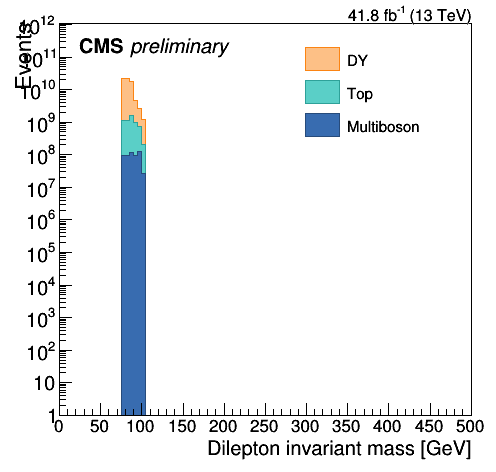 41.8 fb⁻¹ (13 TeV)
CMS preliminary
Events
DY
Top
Multiboson
10¹²
10¹¹
10¹⁰
10⁹
10⁸
10⁷
10⁶
10⁵
10⁴
10³
10²
10
1
0 50 100 150 200 250 300 350 400 450 500
Dilepton invariant mass [GeV]